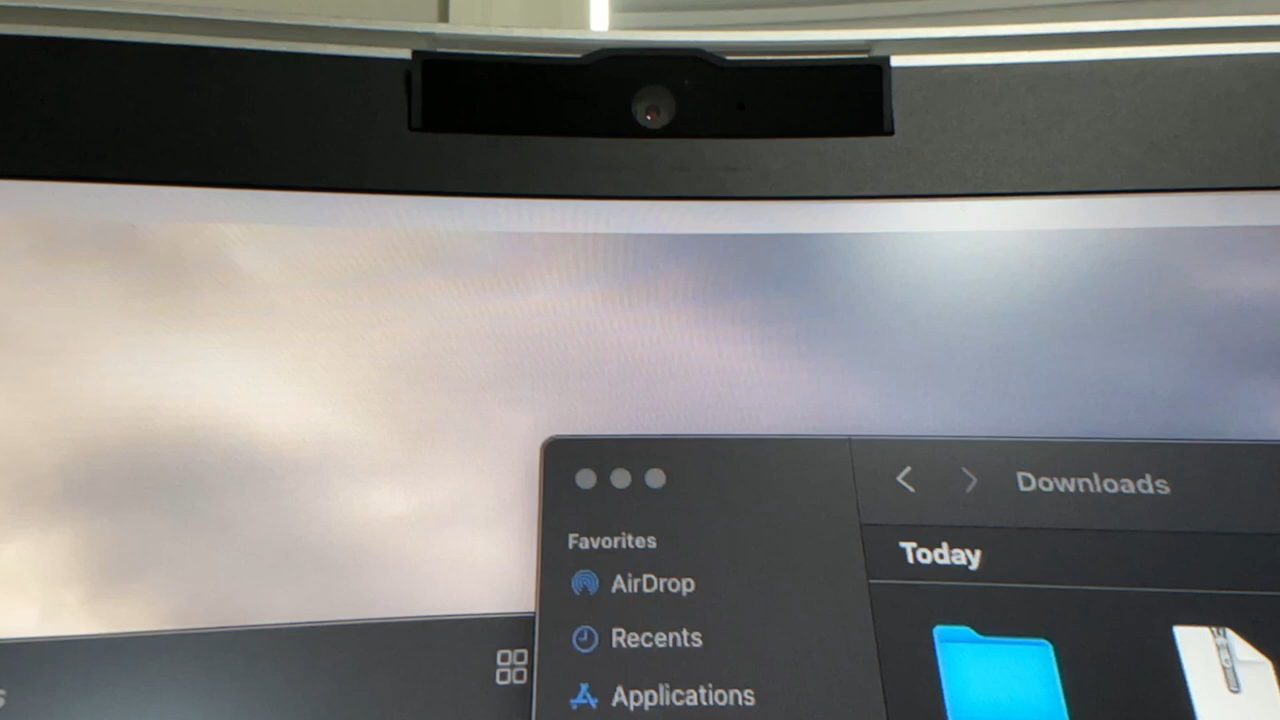 Downloads
Favorites
Today
AirDrop
Recents
Applications